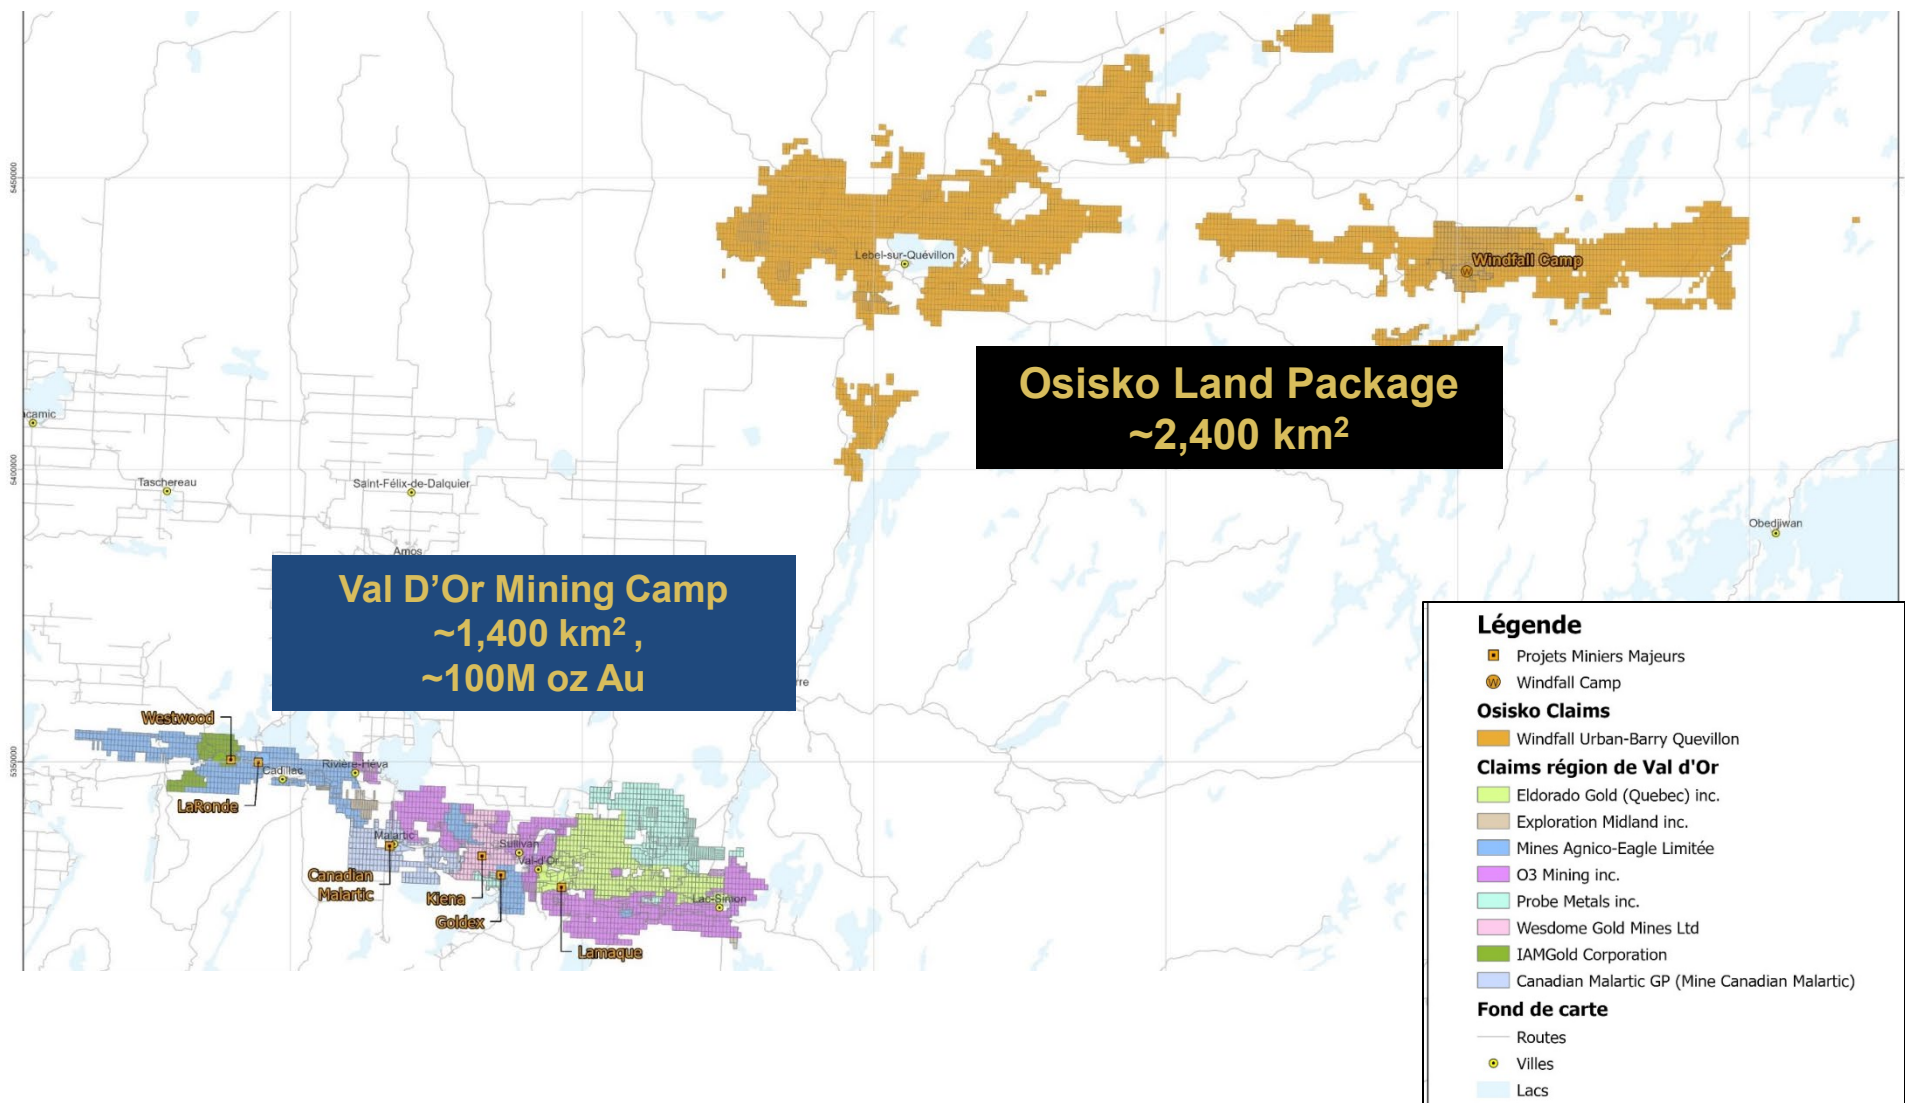 5450000
Lebel-sur-Quévillon
Windfall Camp
Osisko Land Package
~2,400 km²
5400000
Taschereau
Saint-Félix-de-Dalquier
Obedjiwan
Amos
Val D'Or Mining Camp
~1,400 km² ,
~100M oz Au
5350000
Westwood
Cadillac
Rivière-Héva
LaRonde
Malartic
Sullivan
Val-d'Or
Canadian
Malartic
Kiena
Goldex
Lac-Simon
Lamaque
Légende
Projets Miniers Majeurs
W Windfall Camp
Osisko Claims
Windfall Urban-Barry Quevillon
Claims région de Val d'Or
Eldorado Gold (Quebec) inc.
Exploration Midland inc.
Mines Agnico-Eagle Limitée
O3 Mining inc.
Probe Metals inc.
Wesdome Gold Mines Ltd
IAMGold Corporation
Canadian Malartic GP (Mine Canadian Malartic)
Fond de carte
Routes
Villes
Lacs